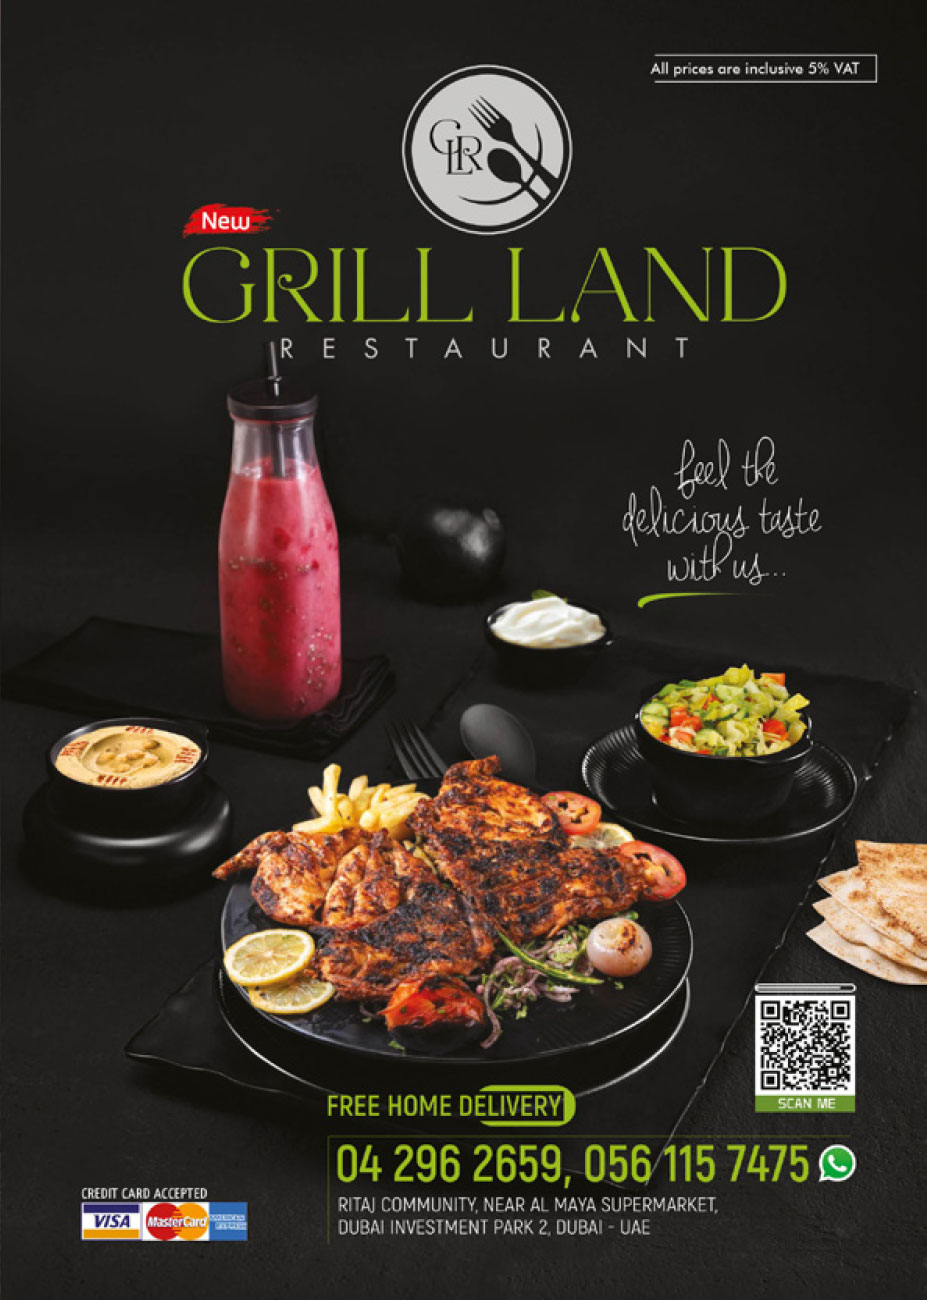 All prices are inclusive 5% VAT
GLR
New
GRILL LAND
RESTAURANT
feel the
delicious taste
with us...
SCAN ME
FREE HOME DELIVERY
04 296 2659, 056 115 7475
RITAJ COMMUNITY, NEAR AL MAYA SUPERMARKET,
DUBAI INVESTMENT PARK 2, DUBAI - UAE
CREDIT CARD ACCEPTED
VISA MasterCard AMERICAN EXPRESS